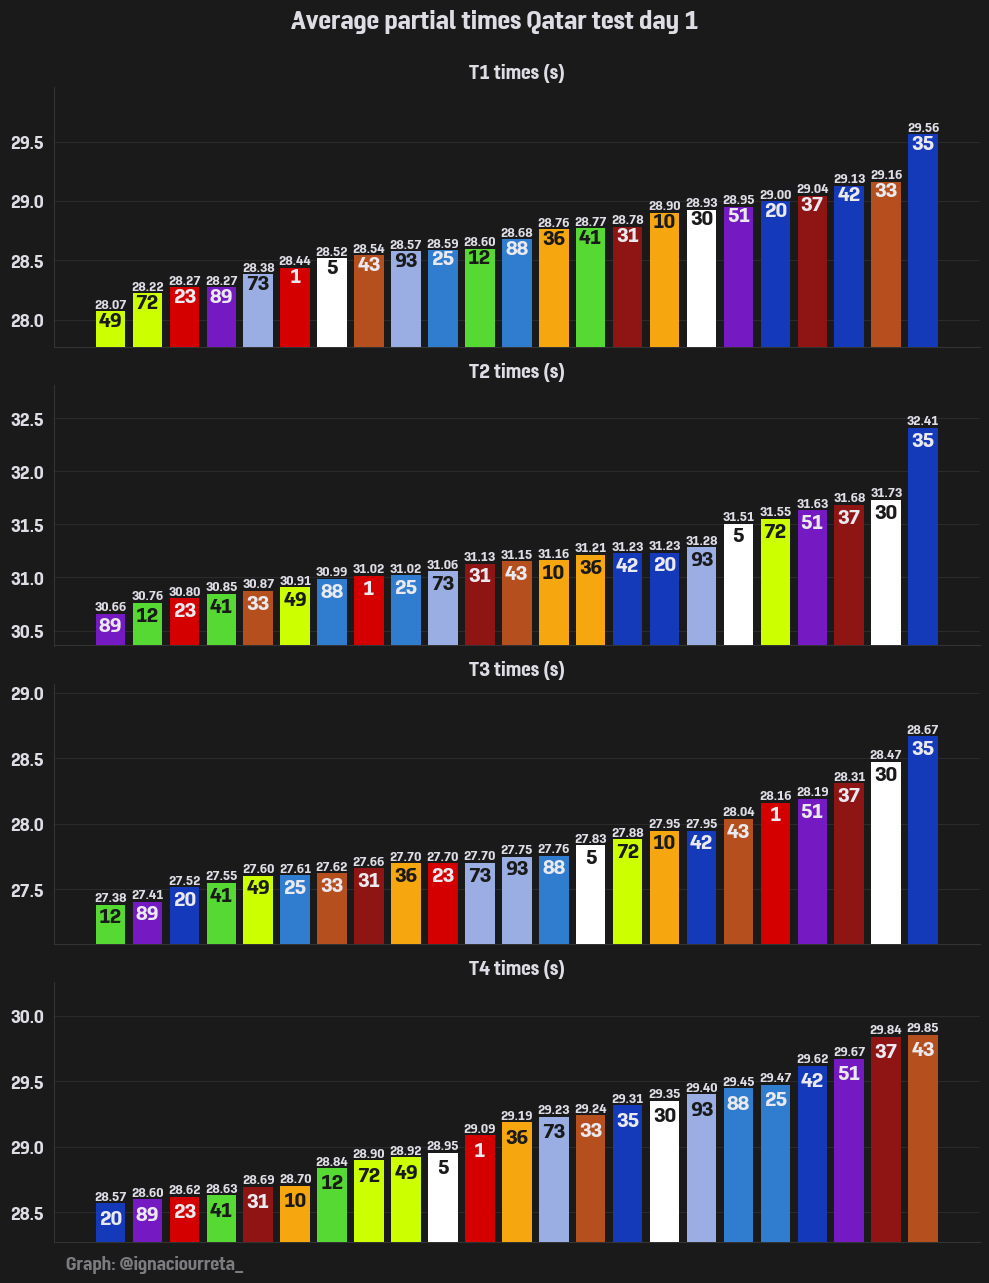 Average partial times Qatar test day 1
T1 times (s)
29.5
29.0
28.5
28.0
28.07 28.22 28.27 28.27 28.38 28.44 28.52 28.54 28.57 28.59 28.60 28.68 28.76 28.77 28.78 28.90 28.93 28.95 29.00 29.04 29.13 29.16 29.56
49 72 23 89 73 1 5 43 93 25 12 88 36 41 31 10 30 51 20 37 42 33 35
T2 times (s)
32.5
32.0
31.5
31.0
30.5
30.66 30.76 30.80 30.85 30.87 30.91 30.99 31.02 31.02 31.06 31.13 31.15 31.16 31.21 31.23 31.23 31.28 31.51 31.55 31.63 31.68 31.73 32.41
89 12 23 41 33 49 88 1 25 73 31 43 10 36 42 20 93 5 72 51 37 30 35
T3 times (s)
29.0
28.5
28.0
27.5
27.38 27.41 27.52 27.55 27.60 27.61 27.62 27.66 27.70 27.70 27.70 27.75 27.76 27.83 27.88 27.95 27.95 28.04 28.16 28.19 28.31 28.47 28.67
12 89 20 41 49 25 33 31 36 23 73 93 88 5 72 10 42 43 1 51 37 30 35
T4 times (s)
30.0
29.5
29.0
28.5
28.57 28.60 28.62 28.63 28.69 28.70 28.84 28.90 28.92 28.95 29.09 29.19 29.23 29.24 29.31 29.35 29.40 29.45 29.47 29.62 29.67 29.84 29.85
20 89 23 41 31 10 12 72 49 5 1 36 73 33 35 30 93 88 25 42 51 37 43
Graph: @ignaciourreta_